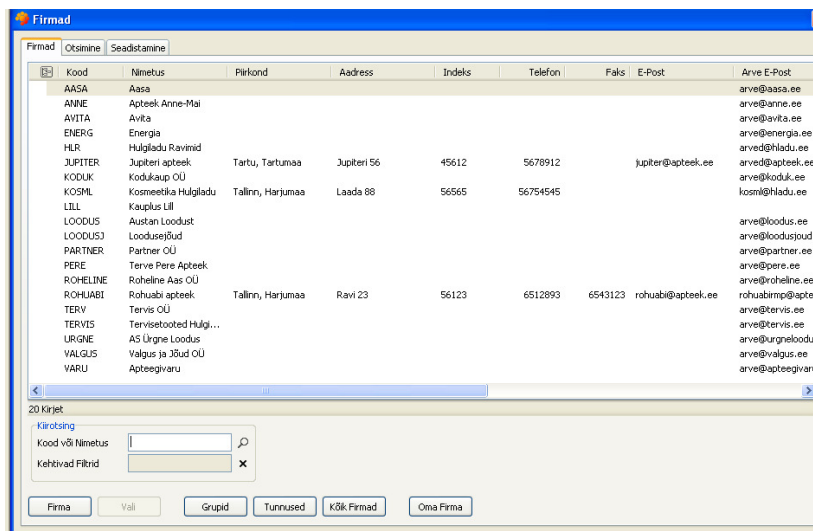 Firmad
Firmad Otsimine Seadistamine
Kood Nimetus Piirkond Aadress Indeks Telefon Faks E-Post Arve E-Post
AASA Aasa arve@aasa.ee
ANNE Apteek Anne-Mai arve@anne.ee
AVITA Avita arve@avita.ee
ENERG Energia arve@energia.ee
HLR Hulgiladu Ravimid arved@hladu.ee
JUPITER Jupiteri apteek Tartu, Tartumaa Jupiteri 56 45612 5678912 jupiter@apteek.ee arved@apteek.ee
KODUK Kodukaup OÜ arve@koduk.ee
KOSML Kosmeetika Hulgiladu Tallinn, Harjumaa Laada 88 56565 56754545 kosml@hladu.ee
LILL Kauplus Lill
LOODUS Austan Loodust arve@loodus.ee
LOODUSJ Loodusejõud arve@loodusjoud
PARTNER Partner OÜ arve@partner.ee
PERE Terve Pere Apteek arve@pere.ee
ROHELINE Roheline Aas OÜ arve@roheline.ee
ROHUABI Rohuabi apteek Tallinn, Harjumaa Ravi 23 56123 6512893 6543123 rohuabi@apteek.ee rohuabirmp@apte
TERV Tervis OÜ arve@tervis.ee
TERVIS Tervisetooted Hulgi... arve@tervis.ee
URGNE AS Ürgne Loodus arve@urgneloodu
VALGUS Valgus ja Jõud OÜ arve@valgus.ee
VARU Apteegivaru arve@apteegivaru
20 Kirjet
Kiirotsing
Kood või Nimetus
Kehtivad Filtrid
Firma Vali Grupid Tunnused Kõik Firmad Oma Firma